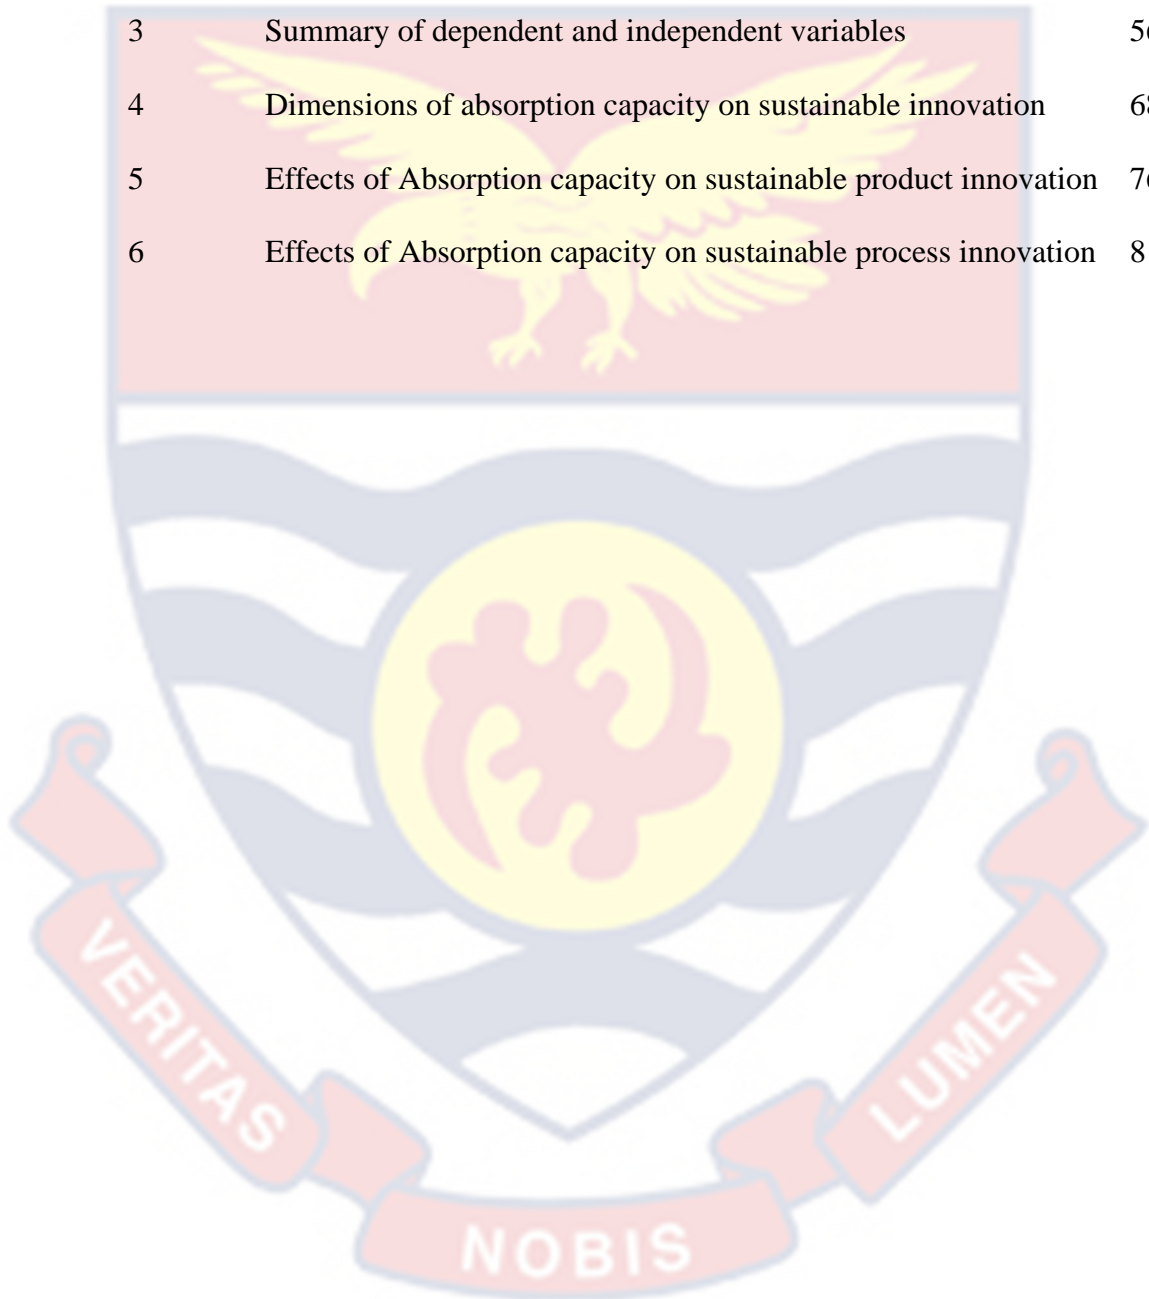 3 Summary of dependent and independent variables
4 Dimensions of absorption capacity on sustainable innovation
5 Effects of Absorption capacity on sustainable product innovation
6 Effects of Absorption capacity on sustainable process innovation
VERITAS
NOBIS
LUMEN